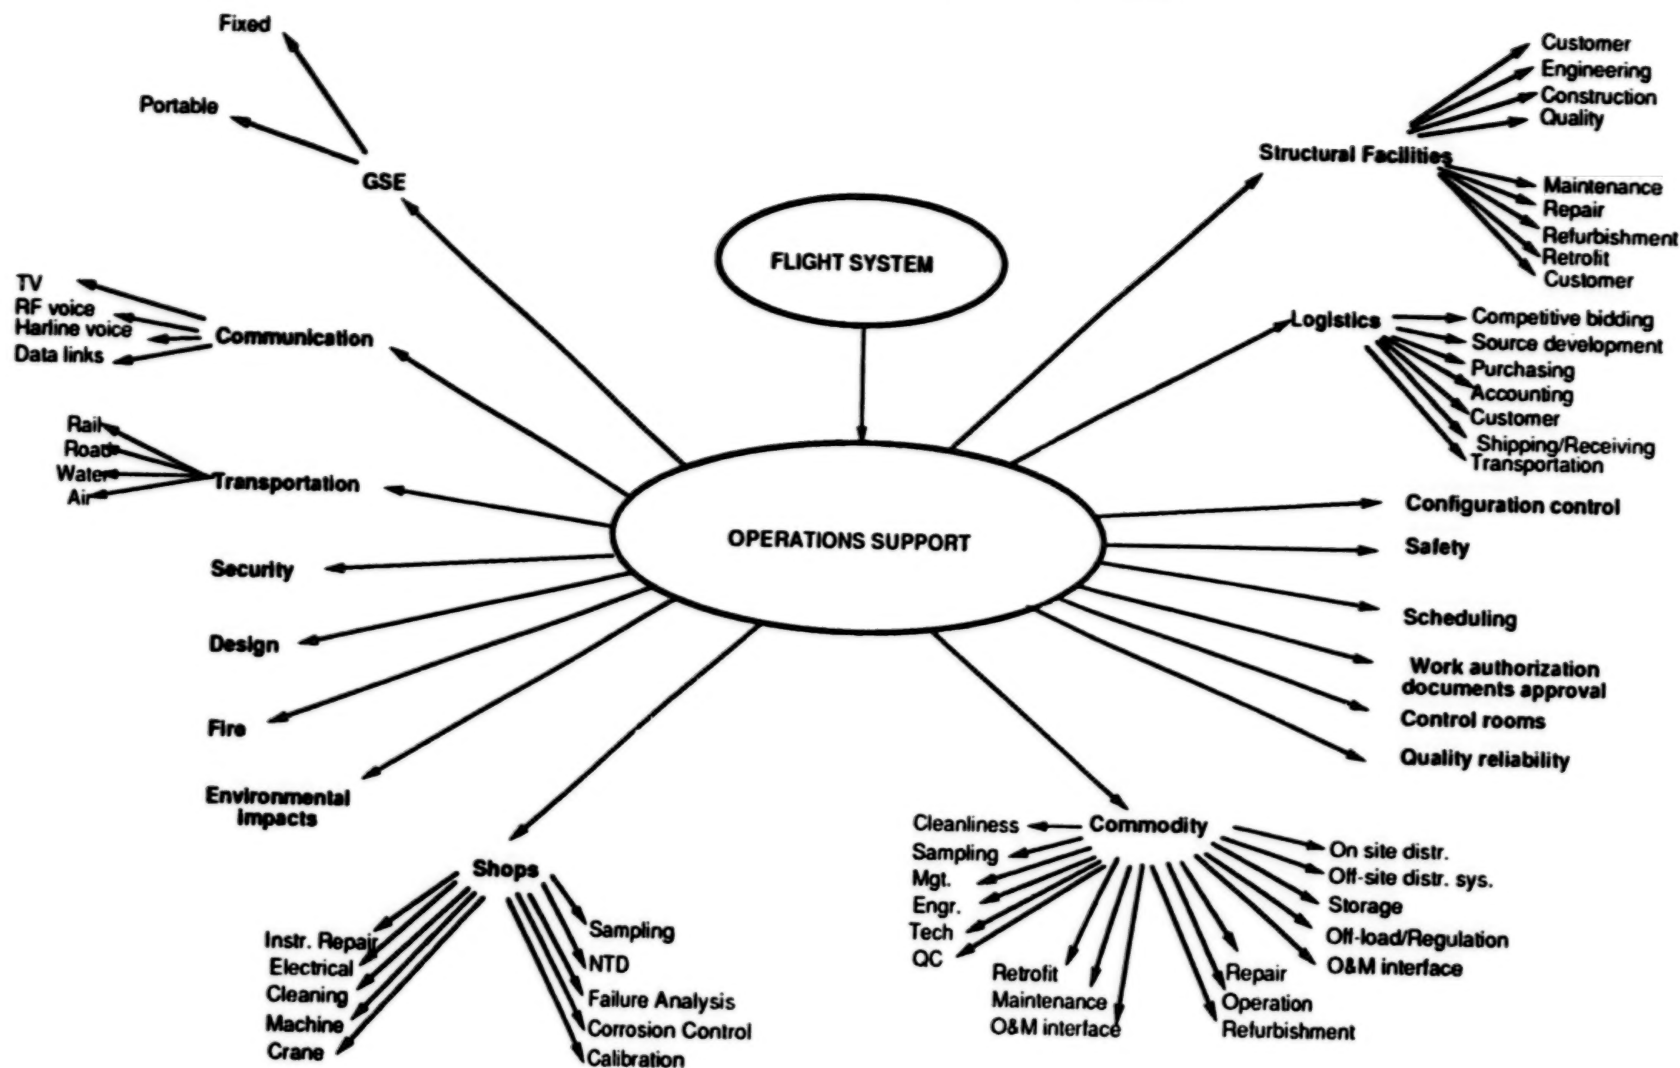 Fixed
Portable
GSE
TV
RF voice
Harline voice
Data links
Communication
Rail
Road
Water
Air
Transportation
Security
Design
Fire
Environmental
Impacts
Shops
Instr. Repair
Electrical
Cleaning
Machine
Crane
Sampling
NTD
Failure Analysis
Corrosion Control
Calibration
FLIGHT SYSTEM
OPERATIONS SUPPORT
Structural Facilities
Customer
Engineering
Construction
Quality
Maintenance
Repair
Refurbishment
Retrofit
Customer
Logistics
Competitive bidding
Source development
Purchasing
Accounting
Customer
Shipping/Receiving
Transportation
Configuration control
Safety
Scheduling
Work authorization
documents approval
Control rooms
Quality reliability
Commodity
Cleanliness
Sampling
Mgt.
Engr.
Tech
QC
Retrofit
Maintenance
O&M interface
Repair
Operation
Refurbishment
On site distr.
Off-site distr. sys.
Storage
Off-load/Regulation
O&M interface